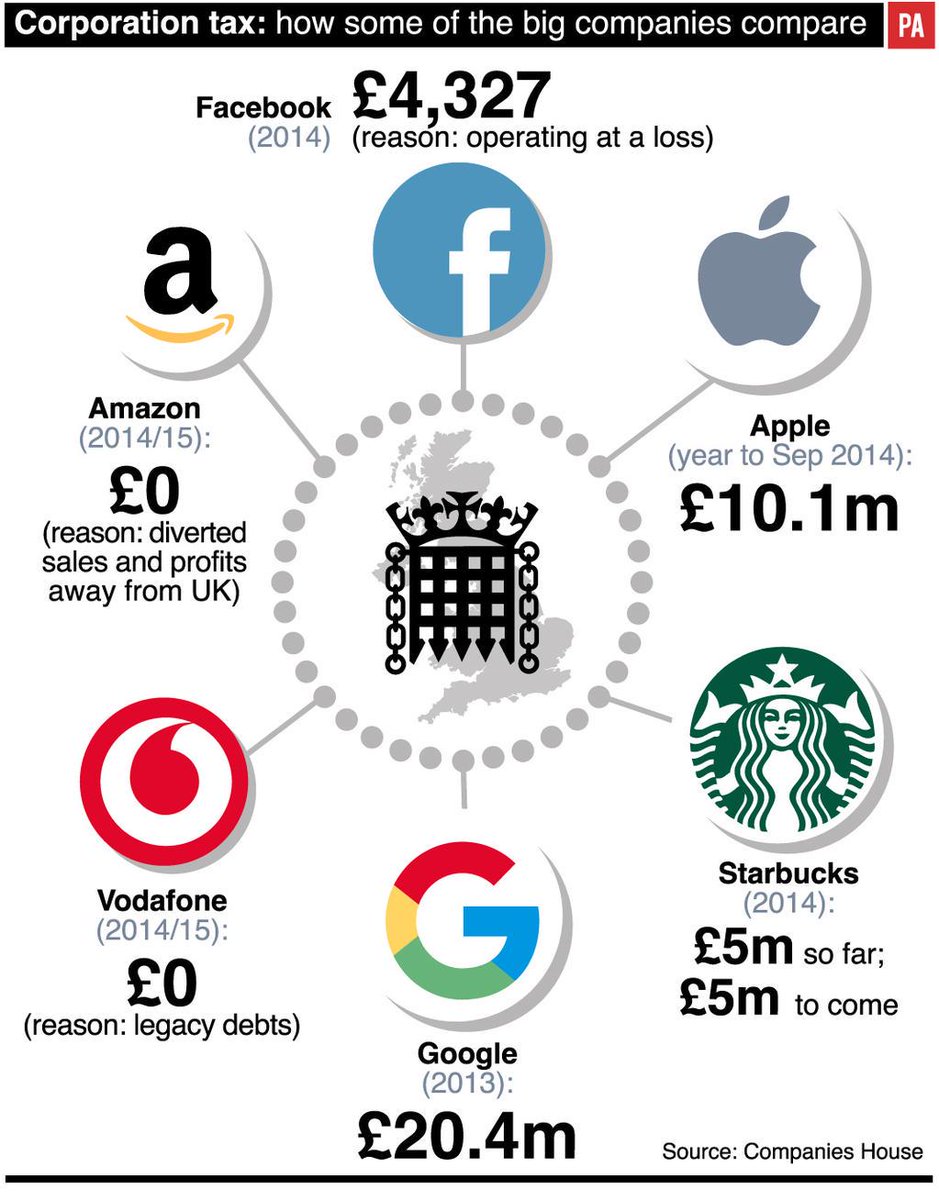 Corporation tax: how some of the big companies compare
PA
Facebook
(2014)
£4,327
(reason: operating at a loss)
f
a
Amazon
(2014/15):
£0
(reason: diverted
sales and profits
away from UK)
Apple
(year to Sep 2014):
£10.1m
Vodafone
(2014/15):
£0
(reason: legacy debts)
G
Google
(2013):
£20.4m
Starbucks
(2014):
£5m so far;
£5m to come
Source: Companies House